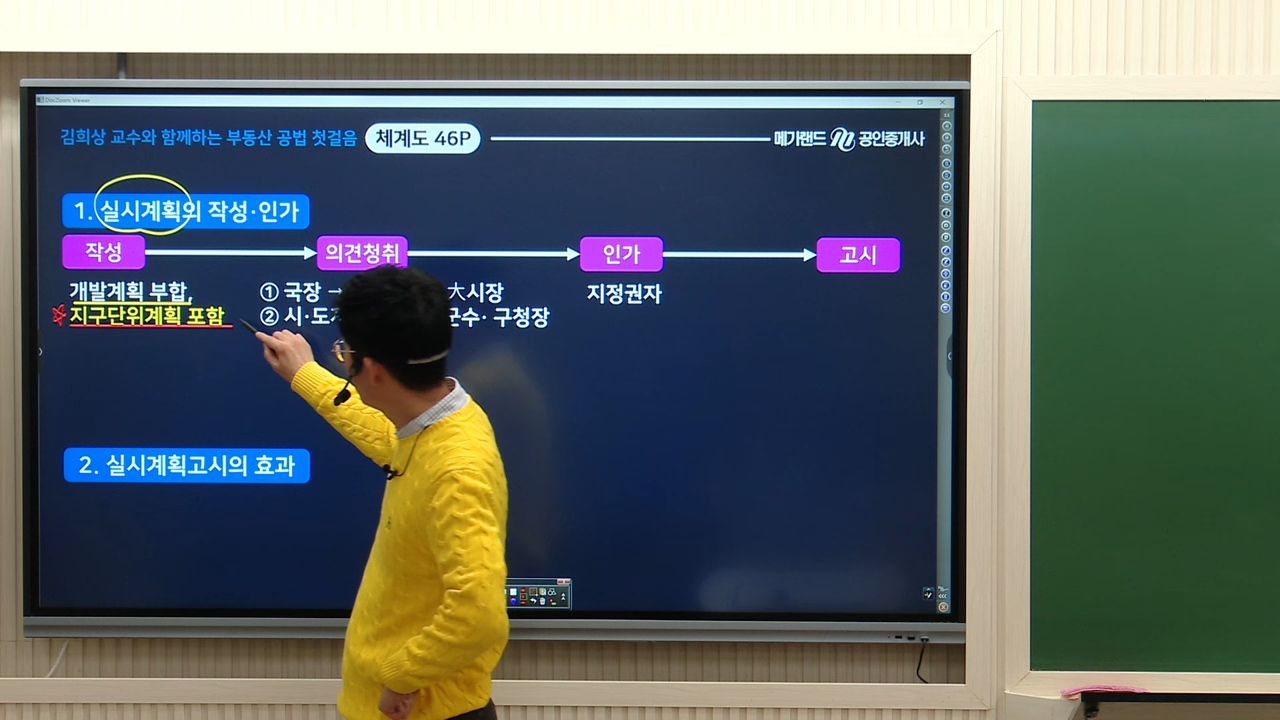 DocZoom Viewer
김희상 교수와 함께하는 부동산 공법 첫걸음 체계도 46P 메가랜드 공인중개사
1. 실시계획의 작성·인가
작성 의견청취 인가 고시
개발계획 부합, ① 국장 → 大시장 지정권자
지구단위계획 포함 ② 시·도 군수· 구청장
2. 실시계획고시의 효과